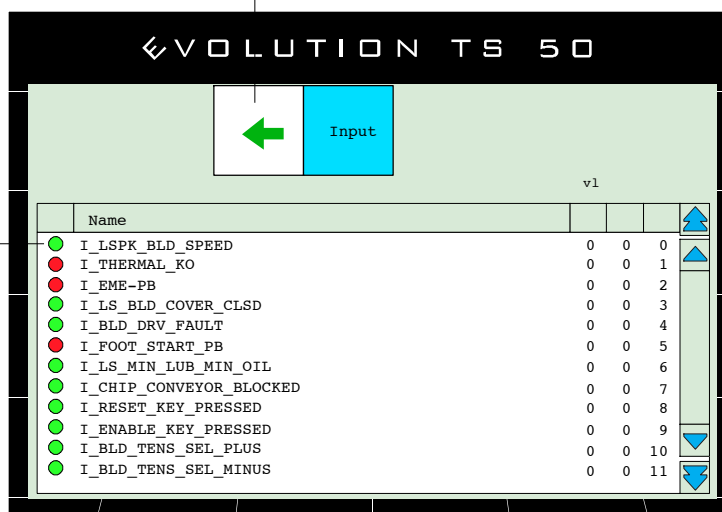 EVOLUTION TS 50
Input
vl
Name
I_LSPK_BLD_SPEED 0 0 0
I_THERMAL_KO 0 0 1
I_EME-PB 0 0 2
I_LS_BLD_COVER_CLSD 0 0 3
I_BLD_DRV_FAULT 0 0 4
I_FOOT_START_PB 0 0 5
I_LS_MIN_LUB_MIN_OIL 0 0 6
I_CHIP_CONVEYOR_BLOCKED 0 0 7
I_RESET_KEY_PRESSED 0 0 8
I_ENABLE_KEY_PRESSED 0 0 9
I_BLD_TENS_SEL_PLUS 0 0 10
I_BLD_TENS_SEL_MINUS 0 0 11